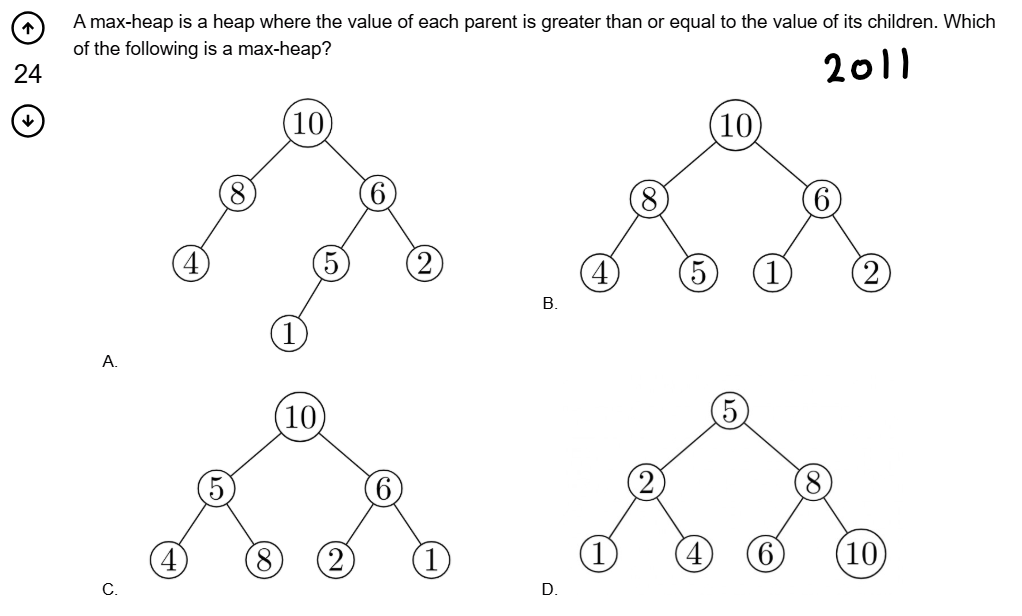 A max-heap is a heap where the value of each parent is greater than or equal to the value of its children. Which
of the following is a max-heap?
24
2011
10
8 6
4 5 2
1
A.
10
8 6
4 5 1 2
B.
10
5 6
4 8 2 1
C.
5
2 8
1 4 6 10
D.